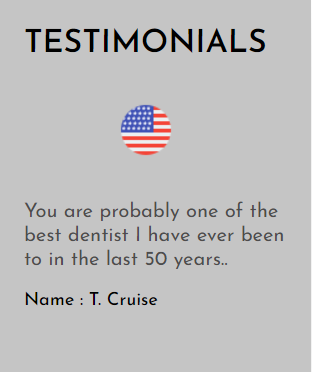 TESTIMONIALS
You are probably one of the
best dentist I have ever been
to in the last 50 years..
Name : T. Cruise